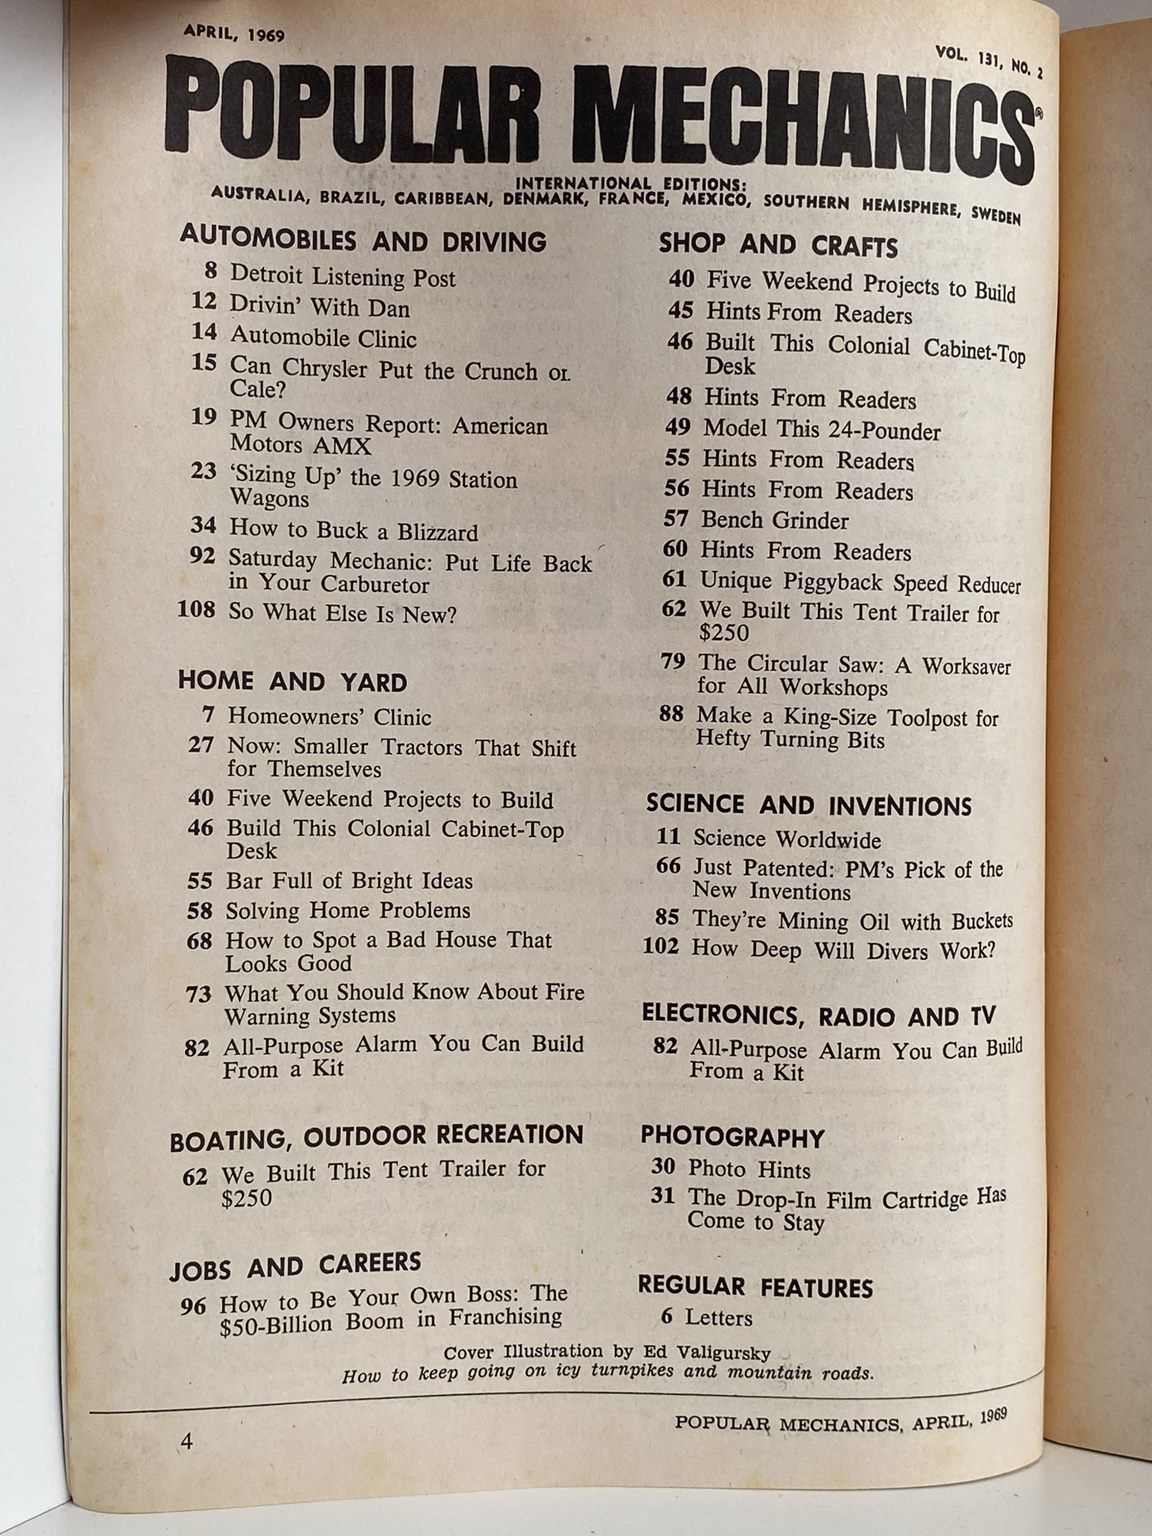 APRIL, 1969
VOL. 131, NO. 2
POPULAR MECHANICS®
INTERNATIONAL EDITIONS:
AUSTRALIA, BRAZIL, CARIBBEAN, DENMARK, FRANCE, MEXICO, SOUTHERN HEMISPHERE, SWEDEN
AUTOMOBILES AND DRIVING
8 Detroit Listening Post
12 Drivin' With Dan
14 Automobile Clinic
15 Can Chrysler Put the Crunch or.
Cale?
19 PM Owners Report: American
Motors AMX
23 'Sizing Up' the 1969 Station
Wagons
34 How to Buck a Blizzard
92 Saturday Mechanic: Put Life Back
in Your Carburetor
108 So What Else Is New?
HOME AND YARD
7 Homeowners' Clinic
27 Now: Smaller Tractors That Shift
for Themselves
40 Five Weekend Projects to Build
46 Build This Colonial Cabinet-Top
Desk
55 Bar Full of Bright Ideas
58 Solving Home Problems
68 How to Spot a Bad House That
Looks Good
73 What You Should Know About Fire
Warning Systems
82 All-Purpose Alarm You Can Build
From a Kit
BOATING, OUTDOOR RECREATION
62 We Built This Tent Trailer for
$250
JOBS AND CAREERS
96 How to Be Your Own Boss: The
$50-Billion Boom in Franchising
SHOP AND CRAFTS
40 Five Weekend Projects to Build
45 Hints From Readers
46 Built This Colonial Cabinet-Top
Desk
48 Hints From Readers
49 Model This 24-Pounder
55 Hints From Readers
56 Hints From Readers
57 Bench Grinder
60 Hints From Readers
61 Unique Piggyback Speed Reducer
62 We Built This Tent Trailer for
$250
79 The Circular Saw: A Worksaver
for All Workshops
88 Make a King-Size Toolpost for
Hefty Turning Bits
SCIENCE AND INVENTIONS
11 Science Worldwide
66 Just Patented: PM's Pick of the
New Inventions
85 They're Mining Oil with Buckets
102 How Deep Will Divers Work?
ELECTRONICS, RADIO AND TV
82 All-Purpose Alarm You Can Build
From a Kit
PHOTOGRAPHY
30 Photo Hints
31 The Drop-In Film Cartridge Has
Come to Stay
REGULAR FEATURES
6 Letters
Cover Illustration by Ed Valigursky
How to keep going on icy turnpikes and mountain roads.
4
POPULAR MECHANICS, APRIL, 1969